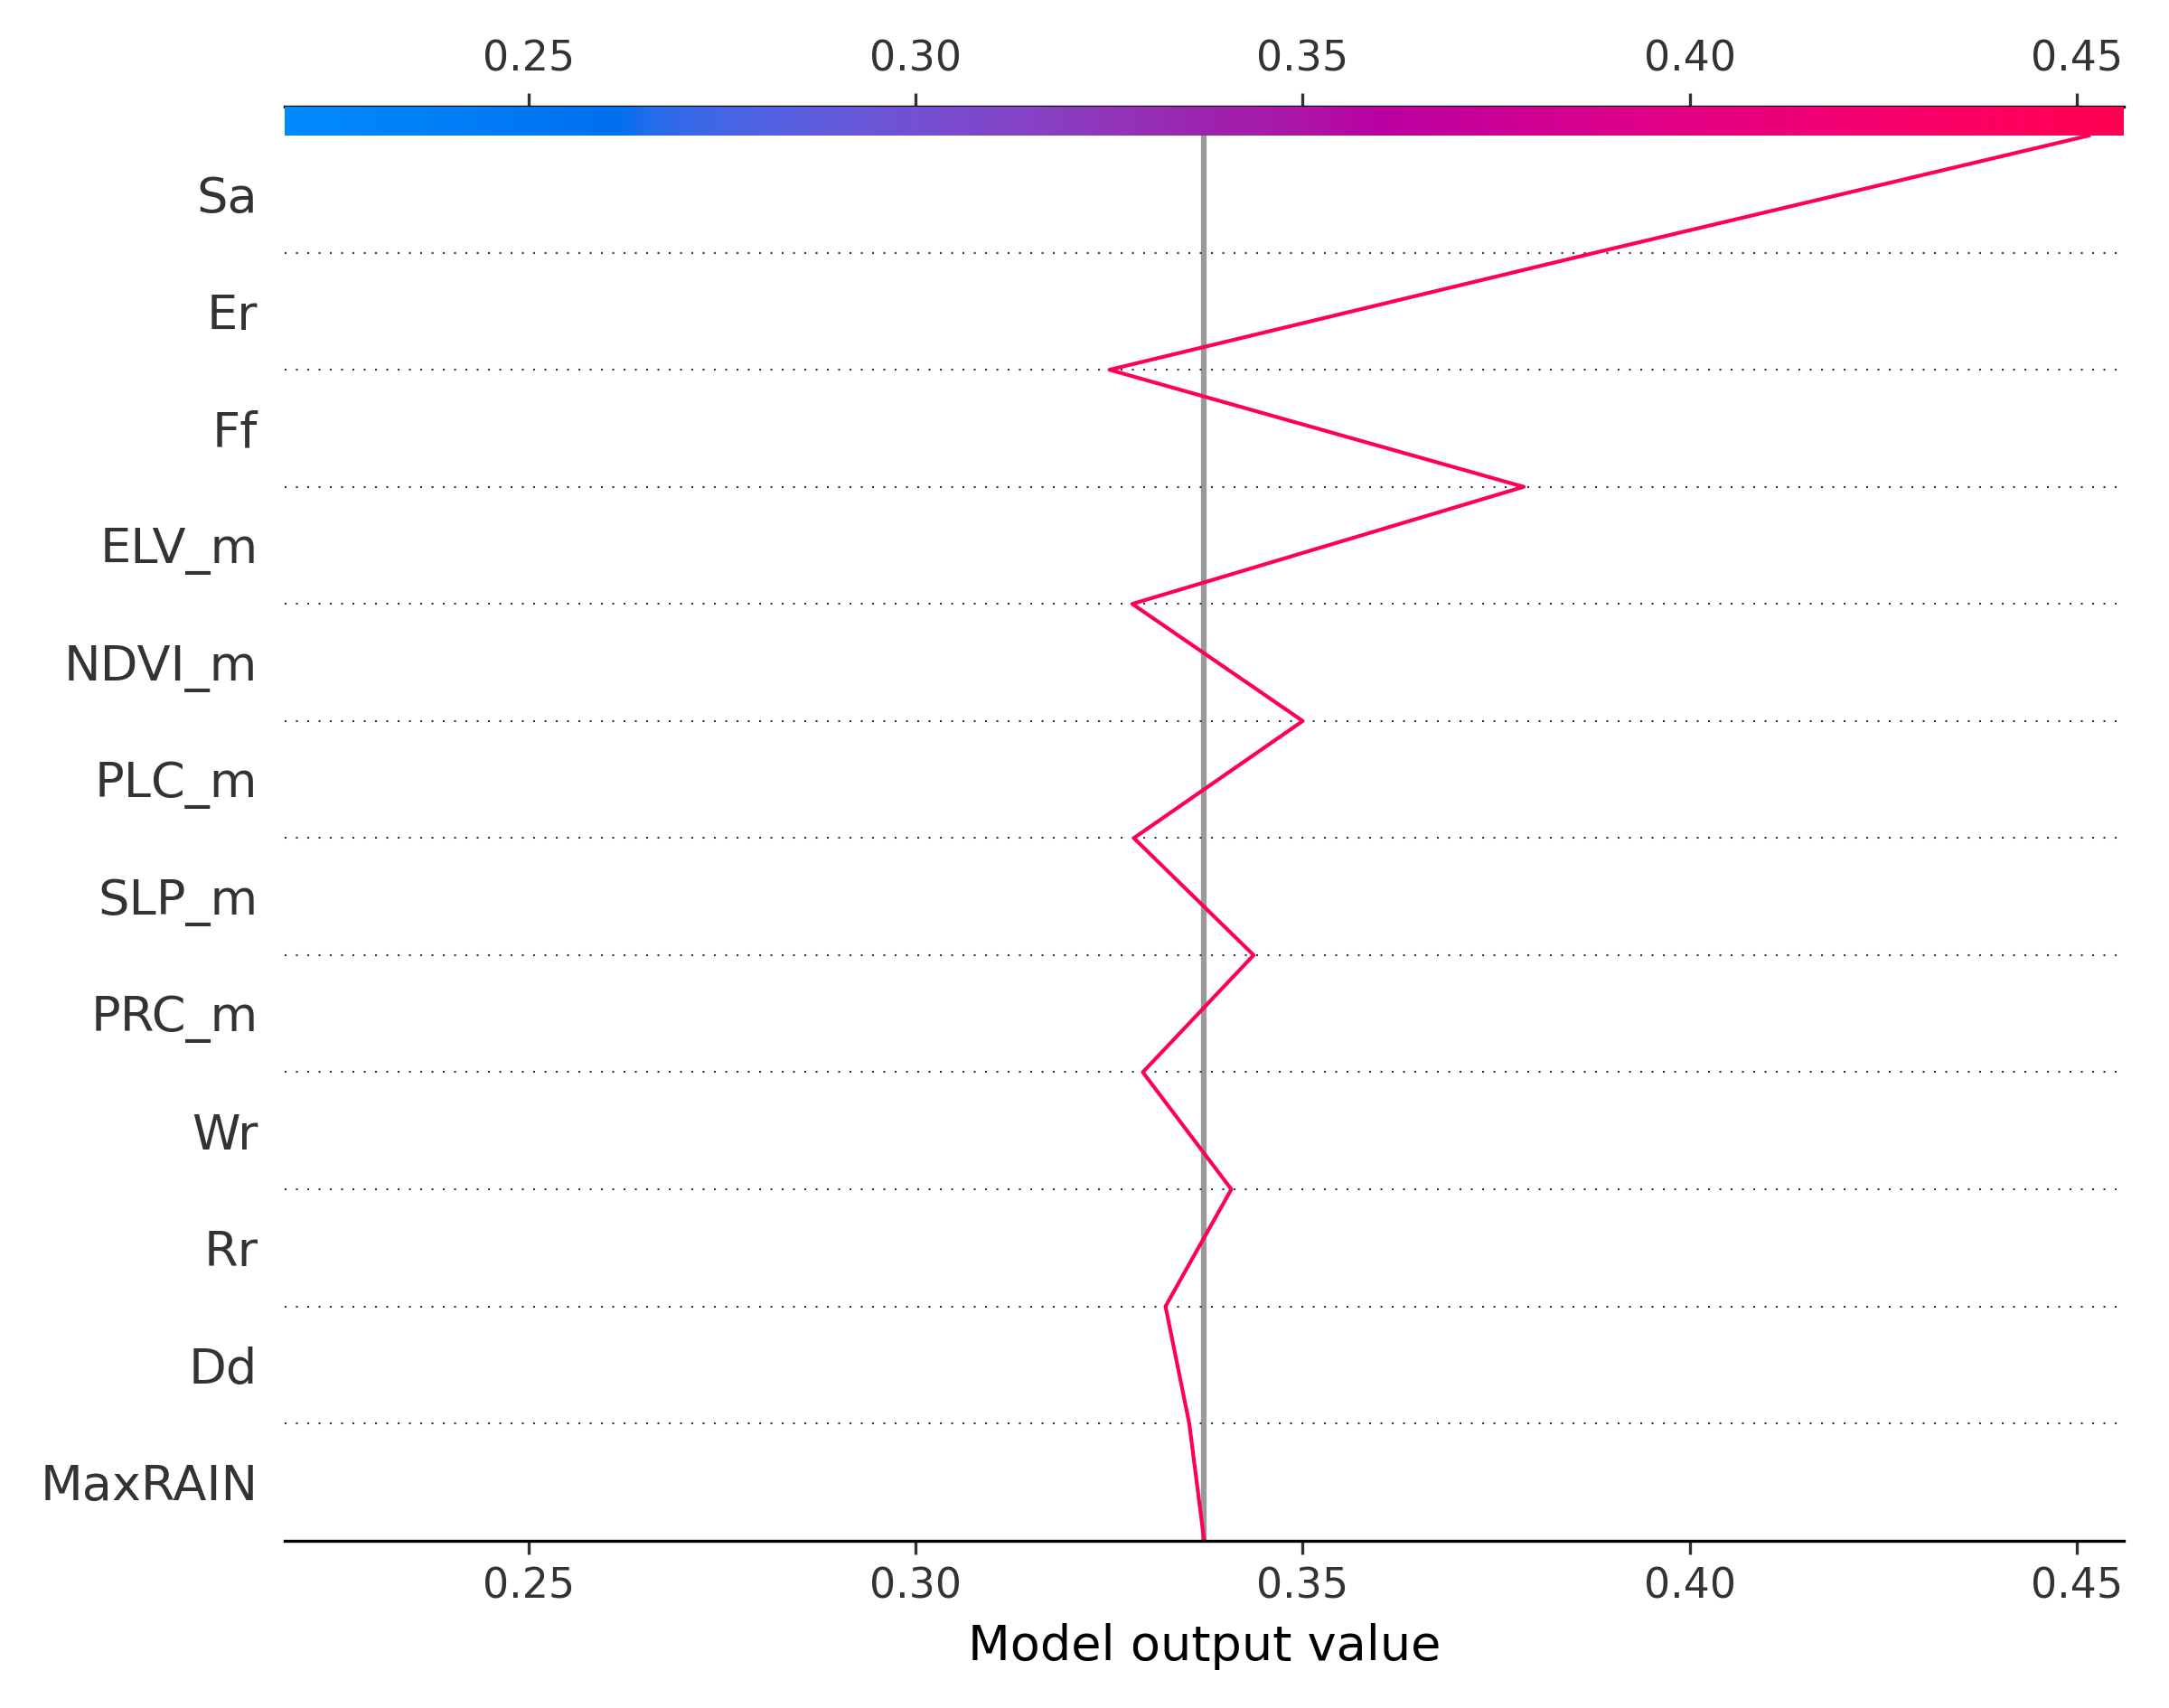 0.25 0.30 0.35 0.40 0.45
Sa
Er
Ff
ELV_m
NDVI_m
PLC_m
SLP_m
PRC_m
Wr
Rr
Dd
MaxRAIN
0.25 0.30 0.35 0.40 0.45
Model output value